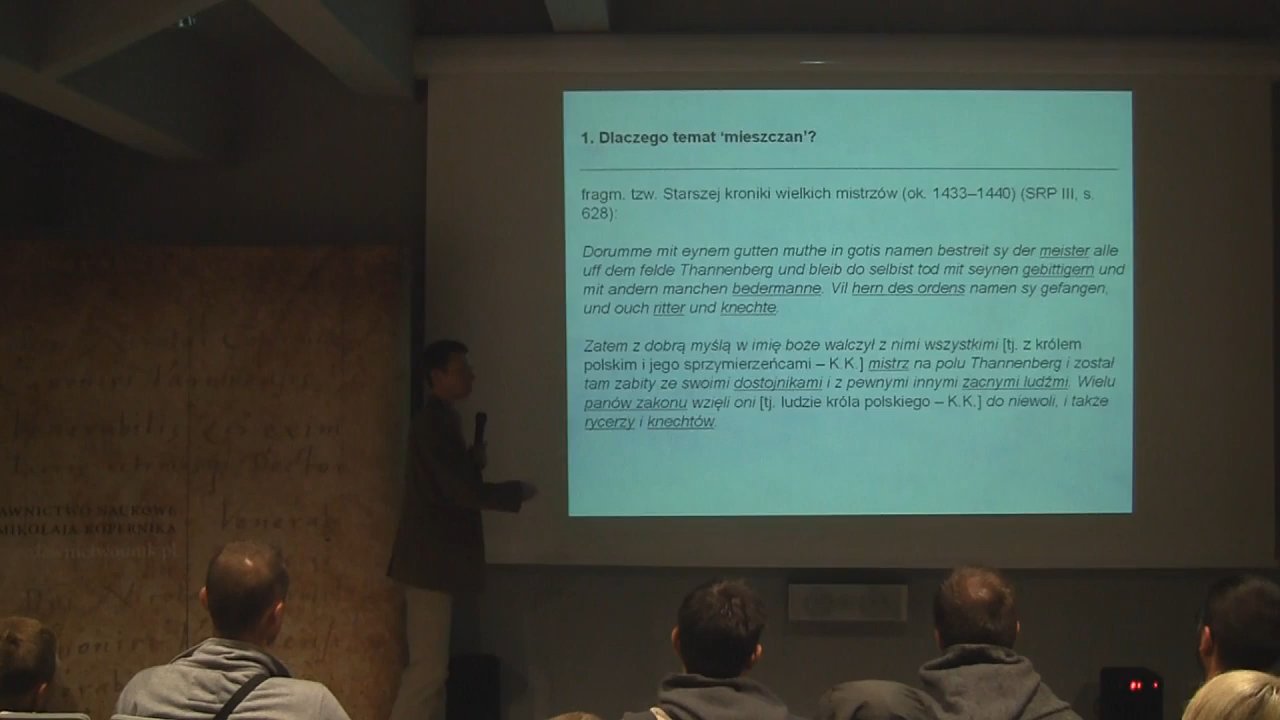 1. Dlaczego temat ‘mieszczan’?
fragm. tzw. Starszej kroniki wielkich mistrzów (ok. 1433–1440) (SRP III, s.
628):
Dorumme mit eynem gutten muthe in gotis namen bestreit sy der meister alle
uff dem felde Thannenberg und bleib do selbist tod mit seynen gebittigern und
mit andern manchen bedermanne. Vil hern des ordens namen sy gefangen,
und ouch ritter und knechte.
Zatem z dobrą myślą w imię boże walczył z nimi wszystkimi [tj. z królem
polskim i jego sprzymierzeńcami – K.K.] mistrz na polu Thannenberg i został
tam zabity ze swoimi dostojnikami i z pewnymi innymi zacnymi ludźmi. Wielu
panów zakonu wzięli oni [tj. ludzie króla polskiego – K.K.] do niewoli, i także
rycerzy i knechtów.
AWNICTWO NAUKOWE
MIKOŁAJA KOPERNIKA